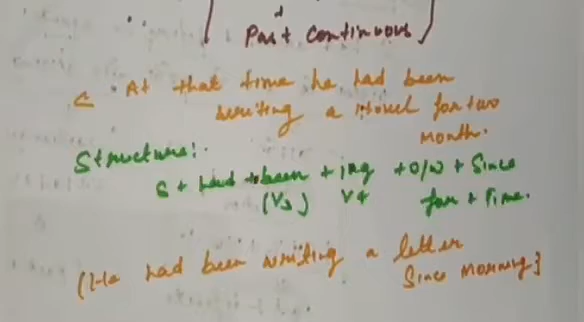 Past continuous
At that time he had been
writing a novel for two
month.
Structure:-
S + had + been + ing + o/w + Since
(V3) V4 for + Time.
(He had been writing a letter
Since Morning]